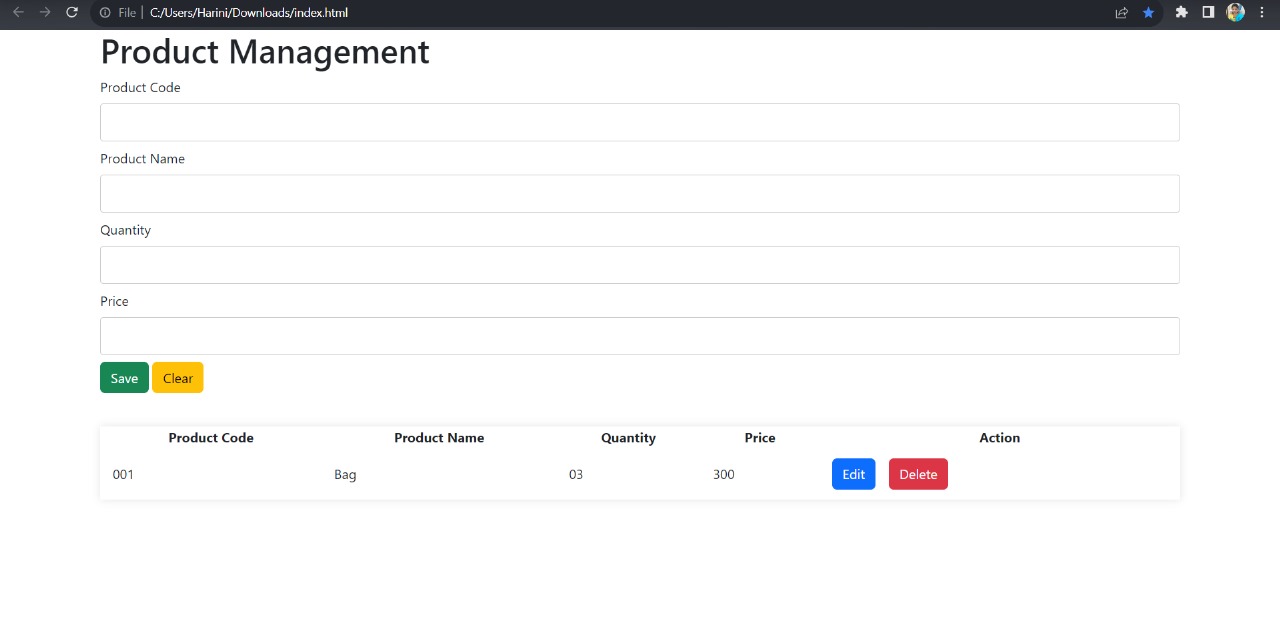 File C:/Users/Harini/Downloads/index.html
Product Management
Product Code
Product Name
Quantity
Price
Save Clear
Product Code Product Name Quantity Price Action
001 Bag 03 300 Edit Delete